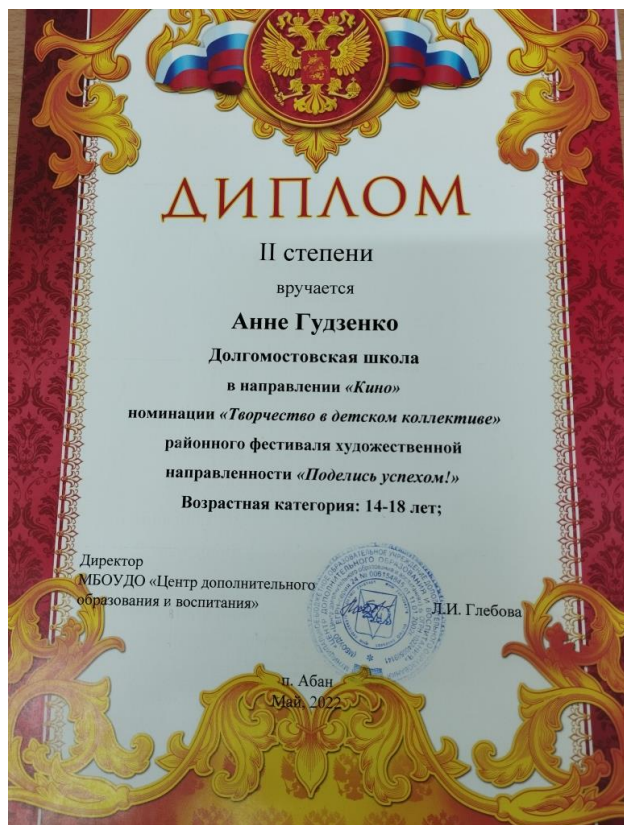 ДИПЛОМ
II степени
вручается
Анне Гудзенко
Долгомостовская школа
в направлении «Кино»
номинации «Творчество в детском коллективе»
районного фестиваля художественной
направленности «Поделись успехом!»
Возрастная категория: 14-18 лет;
Директор
МБОУДО «Центр дополнительного
образования и воспитания»
Л.И. Глебова
п. Абан
Май, 2022